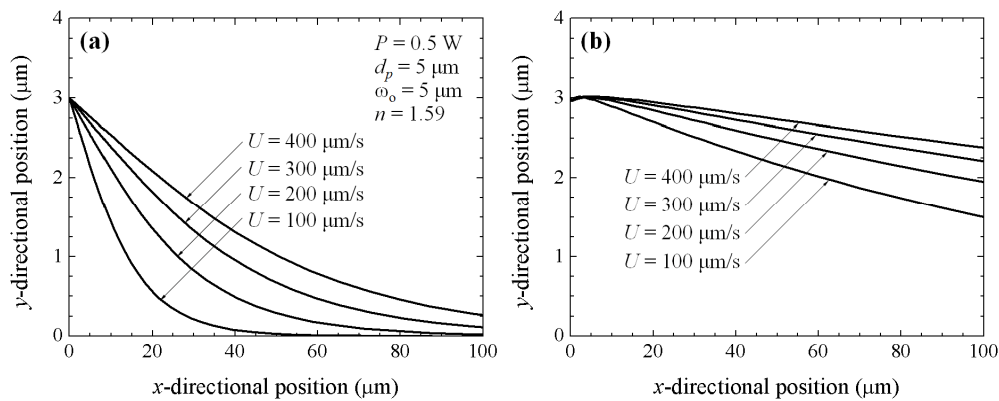 (a)
P = 0.5 W
dₚ = 5 μm
ωₒ = 5 μm
n = 1.59
U = 400 μm/s
U = 300 μm/s
U = 200 μm/s
U = 100 μm/s
y-directional position (μm)
4
3
2
1
0
0 20 40 60 80 100
x-directional position (μm)
(b)
U = 400 μm/s
U = 300 μm/s
U = 200 μm/s
U = 100 μm/s
y-directional position (μm)
4
3
2
1
0
0 20 40 60 80 100
x-directional position (μm)